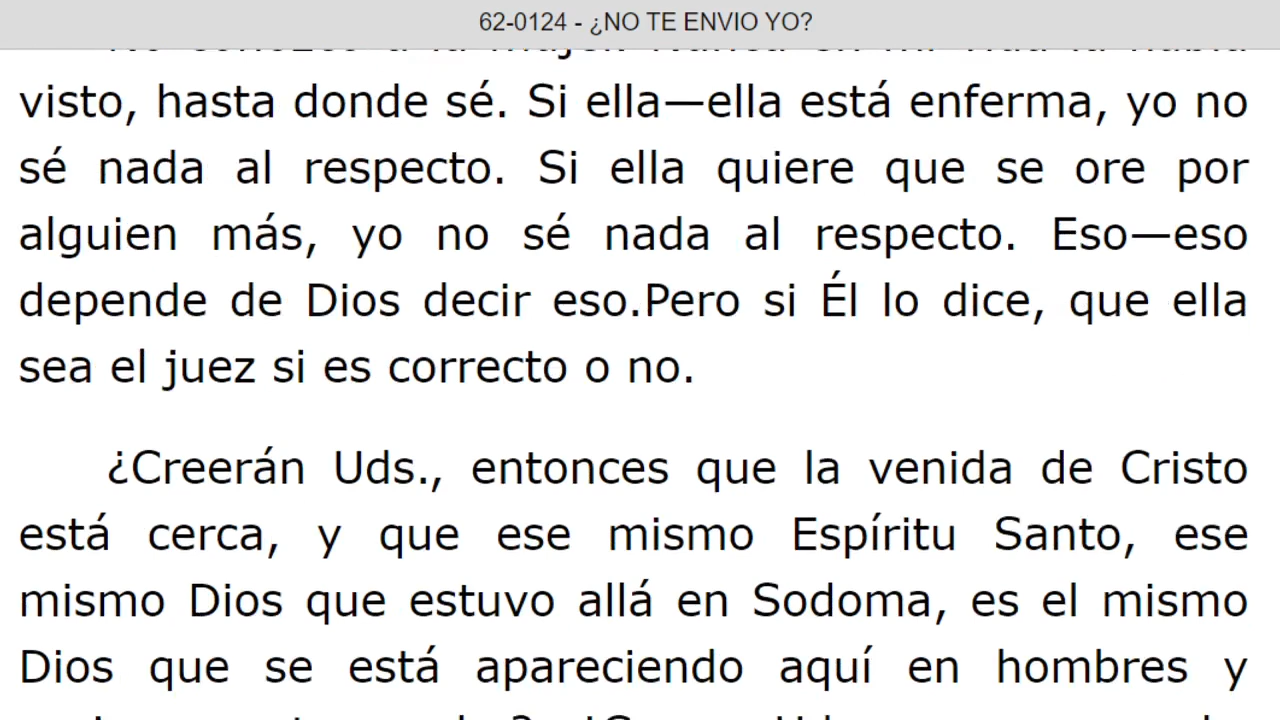 62-0124 - ¿NO TE ENVIO YO?
visto, hasta donde sé. Si ella—ella está enferma, yo no
sé nada al respecto. Si ella quiere que se ore por
alguien más, yo no sé nada al respecto. Eso—eso
depende de Dios decir eso.Pero si Él lo dice, que ella
sea el juez si es correcto o no.
¿Creerán Uds., entonces que la venida de Cristo
está cerca, y que ese mismo Espíritu Santo, ese
mismo Dios que estuvo allá en Sodoma, es el mismo
Dios que se está apareciendo aquí en hombres y